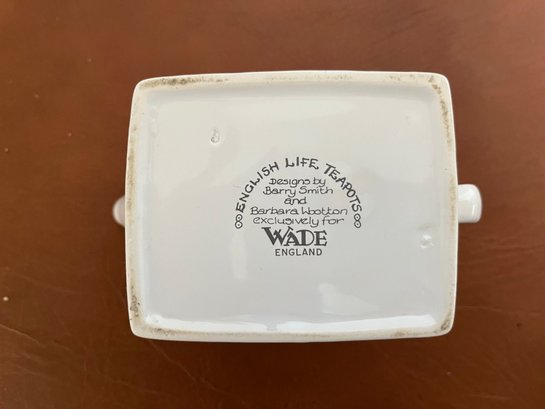 ENGLISH LIFE TEAPOTS
Designs by
Barry Smith
and
Barbara Wootton
exclusively for
WADE
ENGLAND